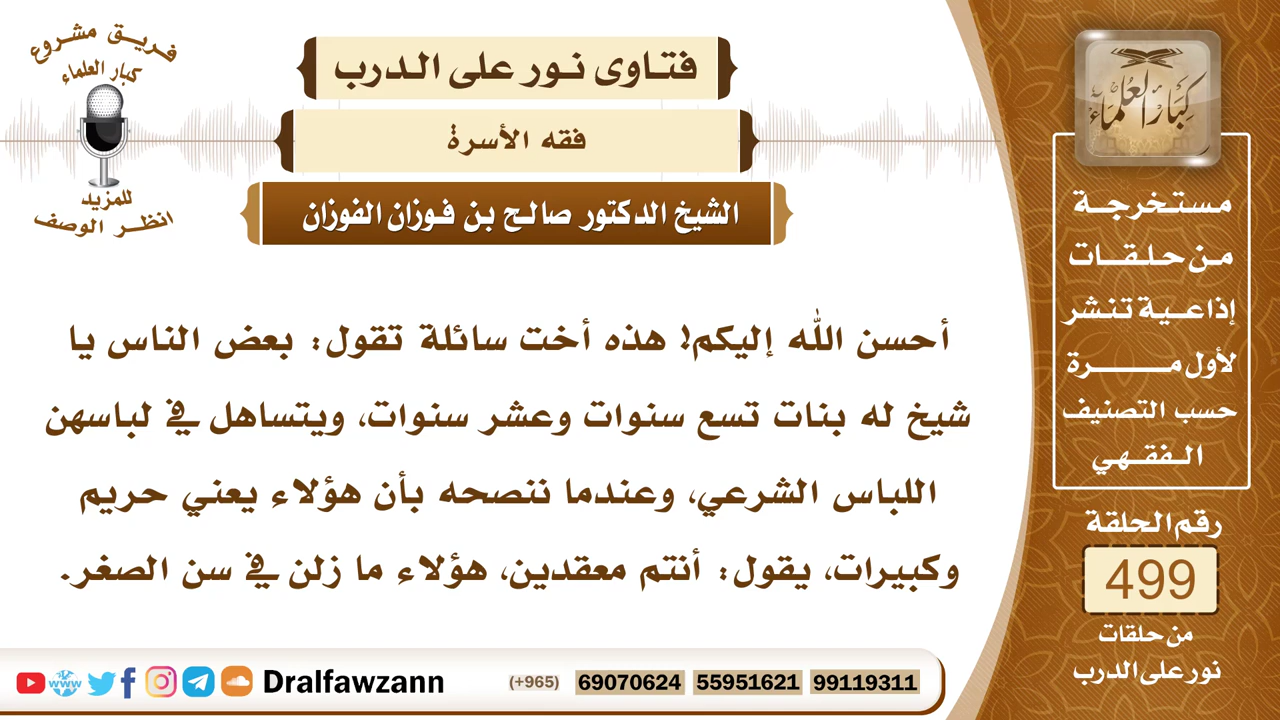 فريق مشروع
كبار العلماء
للمزيد
انظر الوصف
فتاوى نور على الدرب
فقه الأسرة
الشيخ الدكتور صالح بن فوزان الفوزان
أحسن الله إليكم! هذه أخت سائلة تقول: بعض الناس يا
شيخ له بنات تسع سنوات وعشر سنوات، ويتساهل في لباسهن
اللباس الشرعي، وعندما ننصحه بأن هؤلاء يعني حريم
وكبيرات، يقول: أنتم معقدين، هؤلاء ما زلن في سن الصغر.
كبار العلماء
مستخرجة
من حلقات
إذاعية تنشر
لأول مرة
حسب التصنيف
الفقهي
رقم الحلقة
499
من حلقات
نور على الدرب
www
Dralfawzann
(+965) 69070624 55951621 99119311